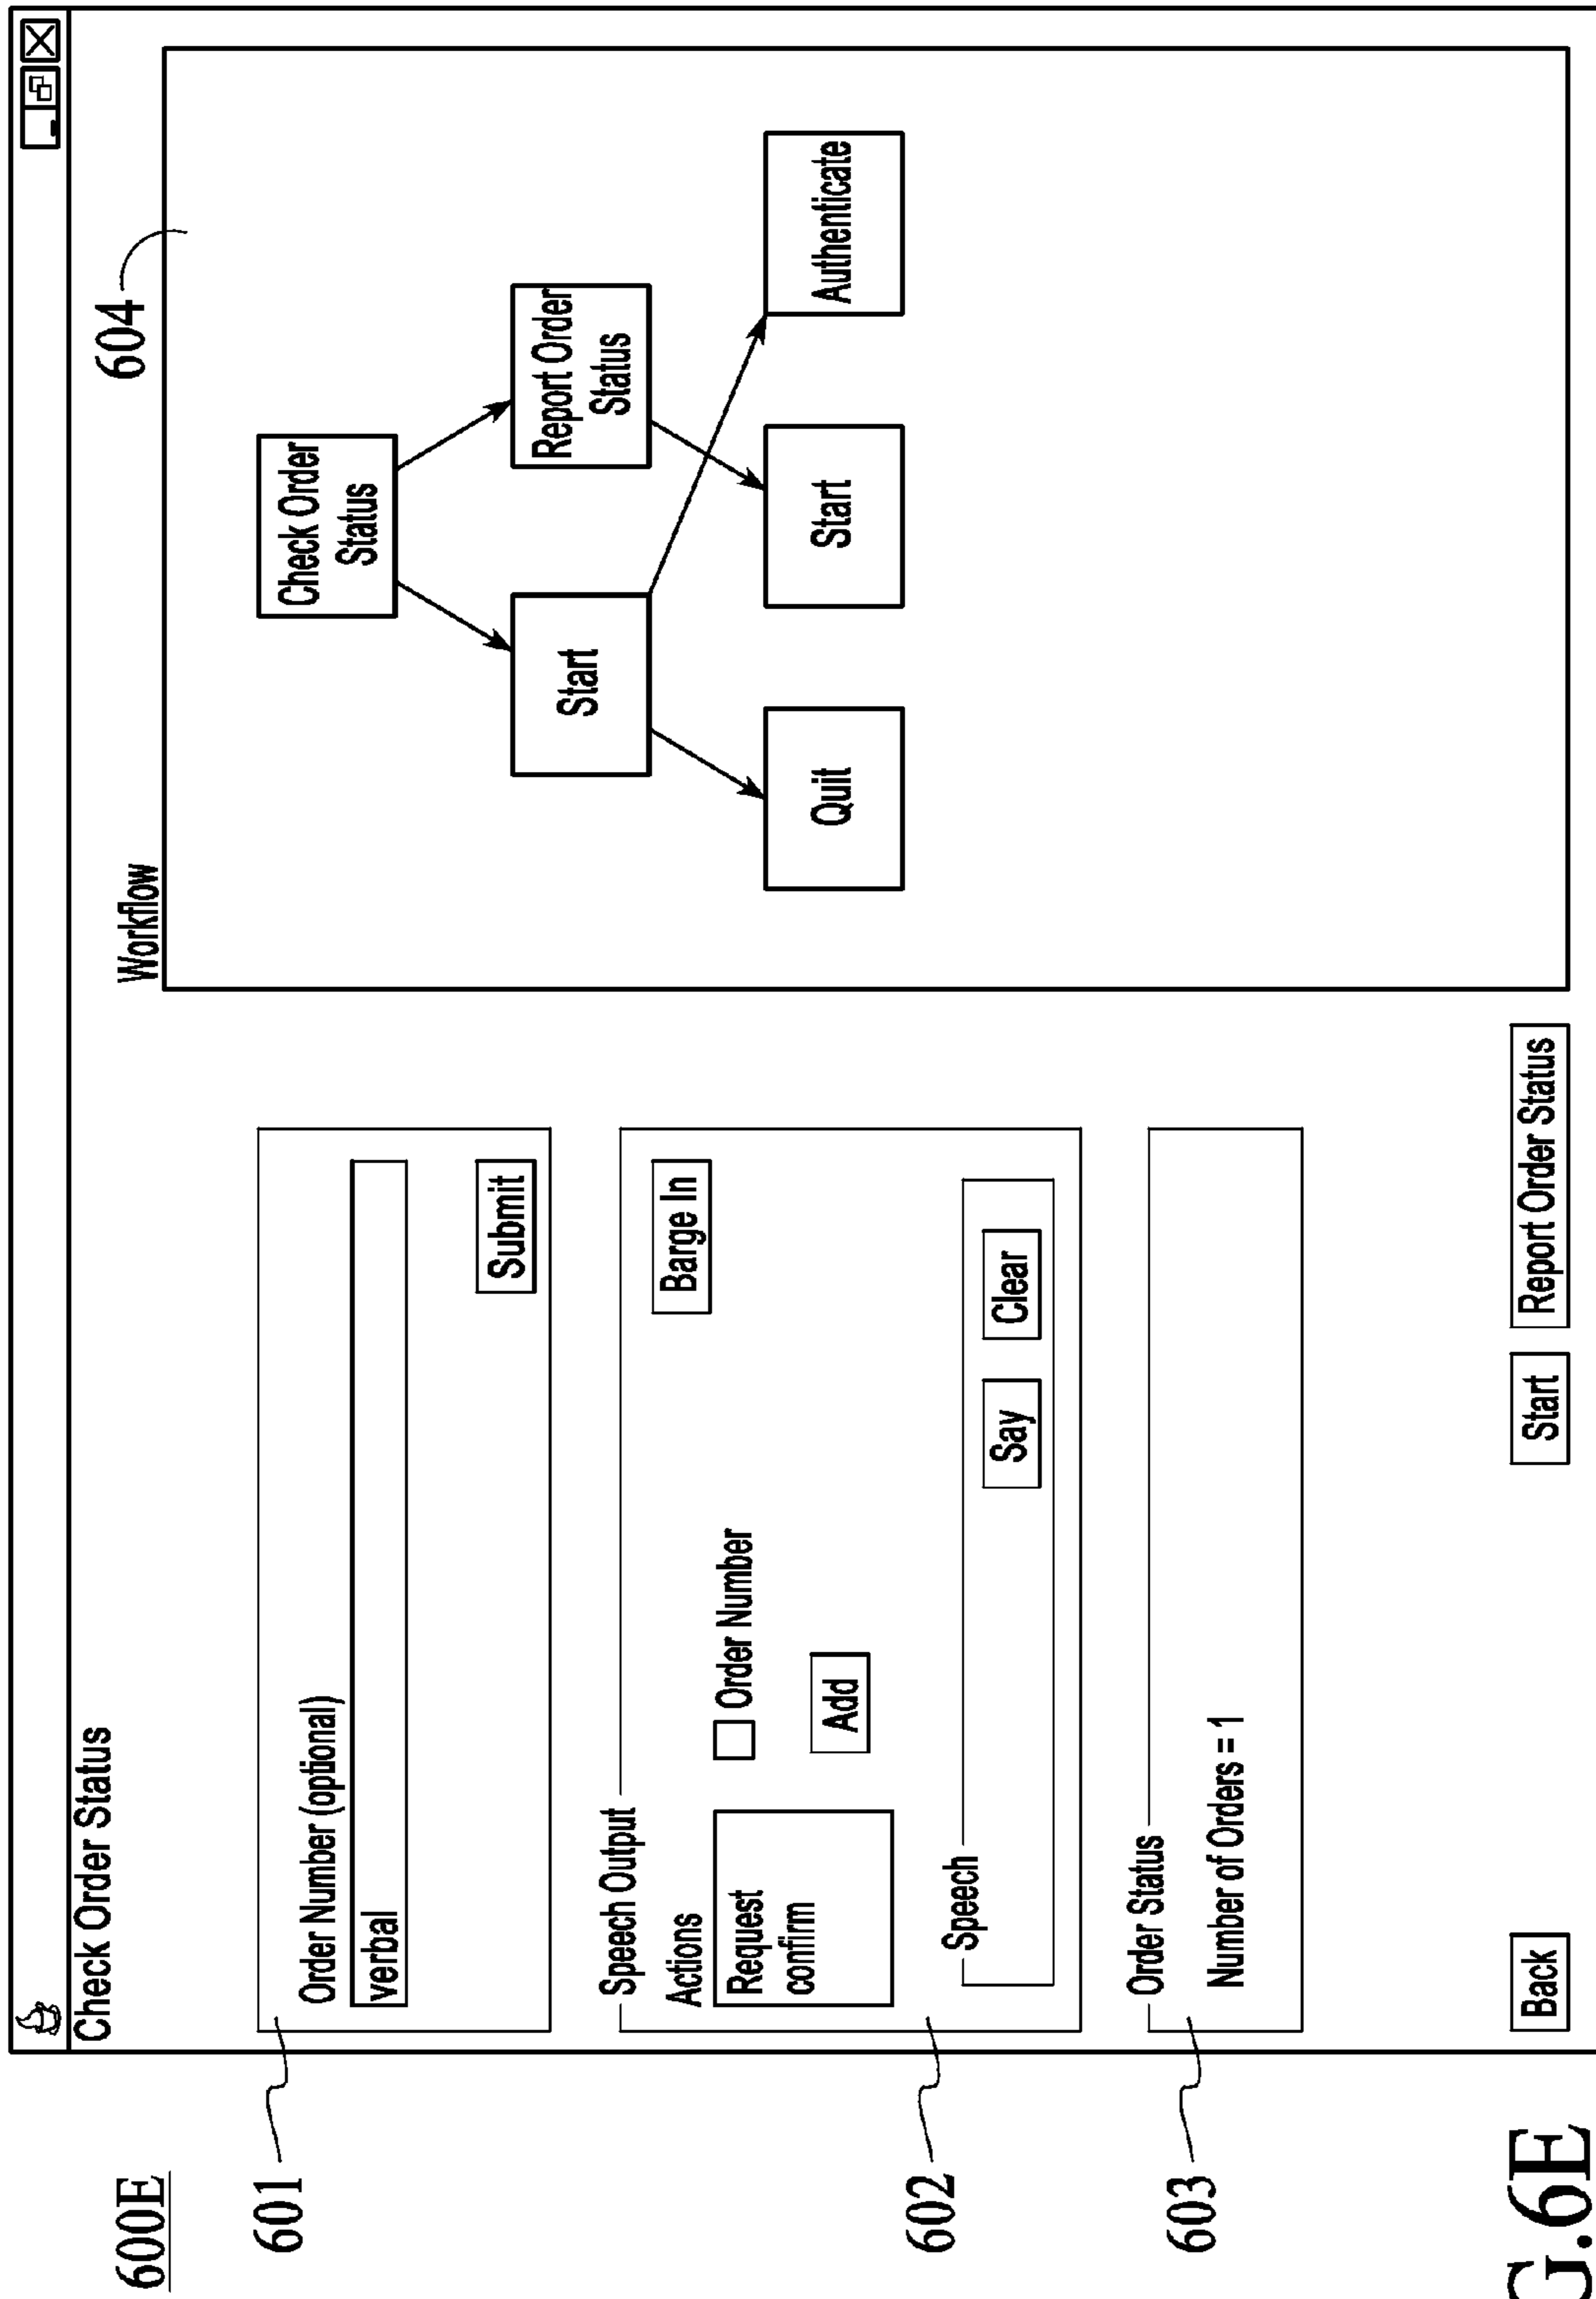 600E
Check Order Status
601
Order Number (optional)
verbal
Submit
602
Speech Output
Actions
Barge In
Request
confirm
Order Number
Add
Speech
Say
Clear
603
Order Status
Number of Orders = 1
Back
Start
Report Order Status
Workflow
604
Check Order
Status
Start
Report Order
Status
Quit
Start
Authenticate
G.6E